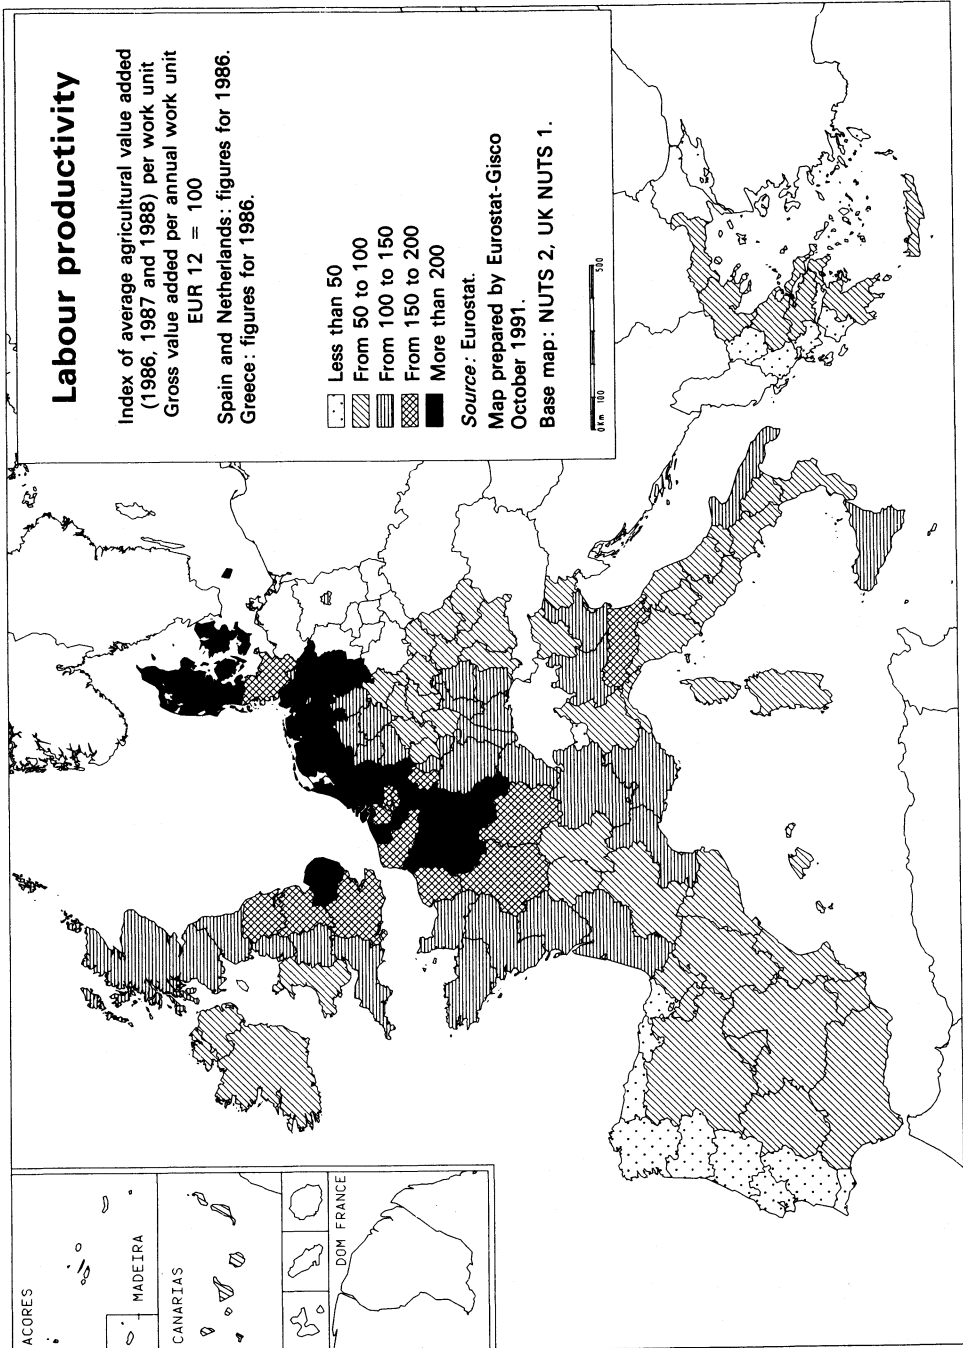 Labour productivity
Index of average agricultural value added
(1986, 1987 and 1988) per work unit
Gross value added per annual work unit
EUR 12 = 100
Spain and Netherlands: figures for 1986.
Greece: figures for 1986.
Less than 50
From 50 to 100
From 100 to 150
From 150 to 200
More than 200
Source: Eurostat.
Map prepared by Eurostat-Gisco
October 1991.
Base map: NUTS 2, UK NUTS 1.
0 Km 100 500
ACORES
MADEIRA
CANARIAS
DOM FRANCE